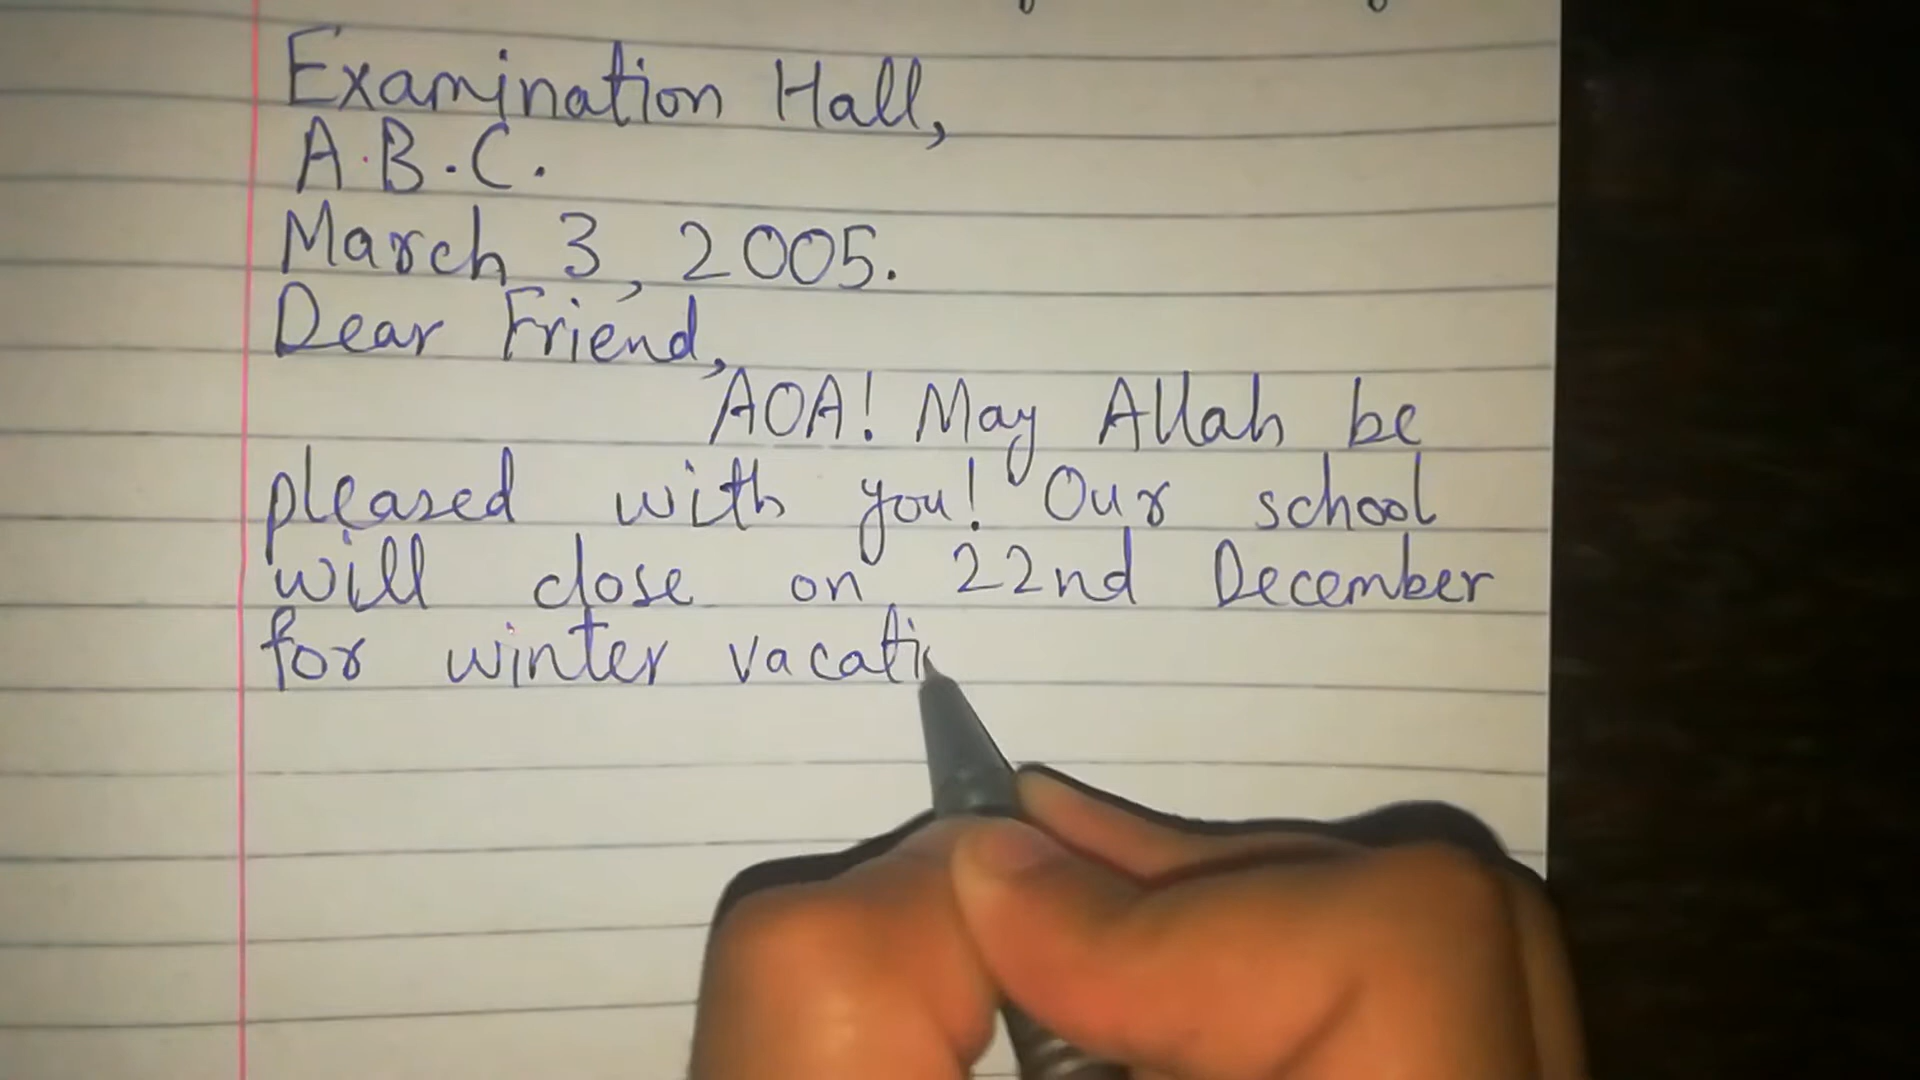 Examination Hall,
A.B.C.
March 3, 2005.
Dear Friend,
AOA! May Allah be
pleased with you! Our school
will close on 22nd December
for winter vacati